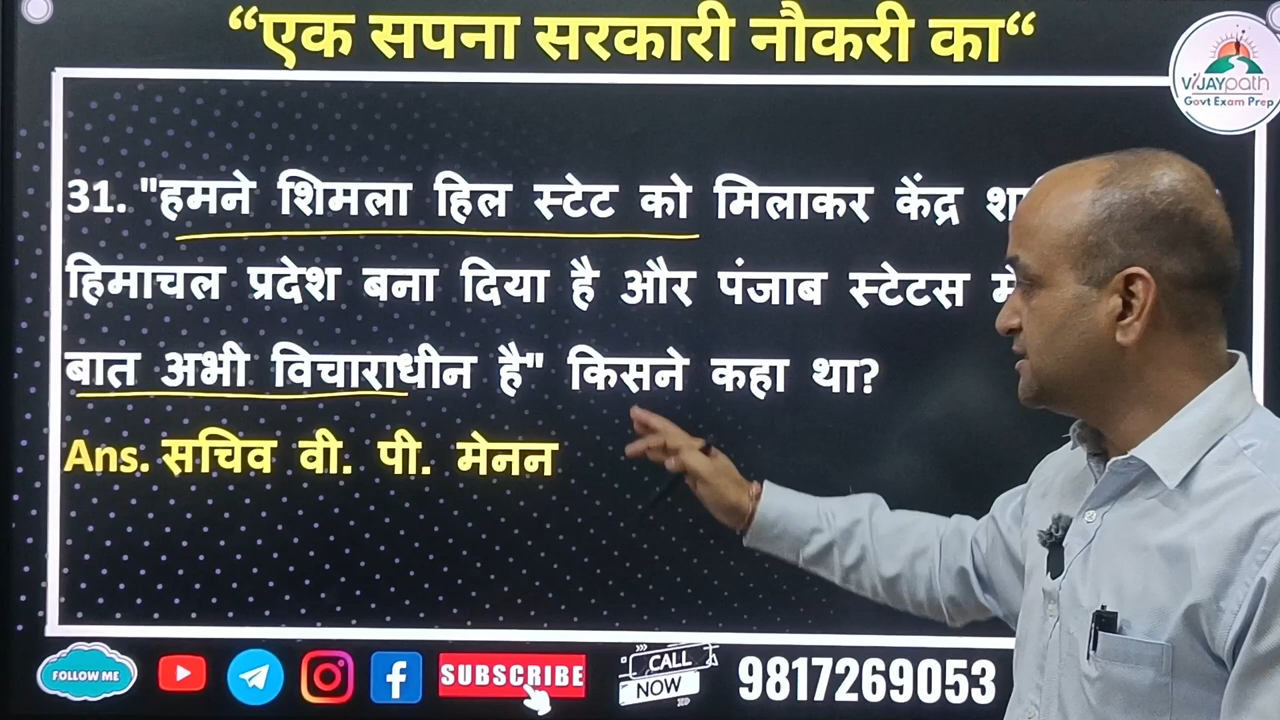 “एक सपना सरकारी नौकरी का“
VIJAYpath
Govt Exam Prep
31. "हमने शिमला हिल स्टेट को मिलाकर केंद्र
हिमाचल प्रदेश बना दिया है और पंजाब स्टेटस
बात अभी विचाराधीन है" किसने कहा था?
Ans. सचिव वी. पी. मेनन
FOLLOW ME
SUBSCRIBE
CALL
NOW
9817269053